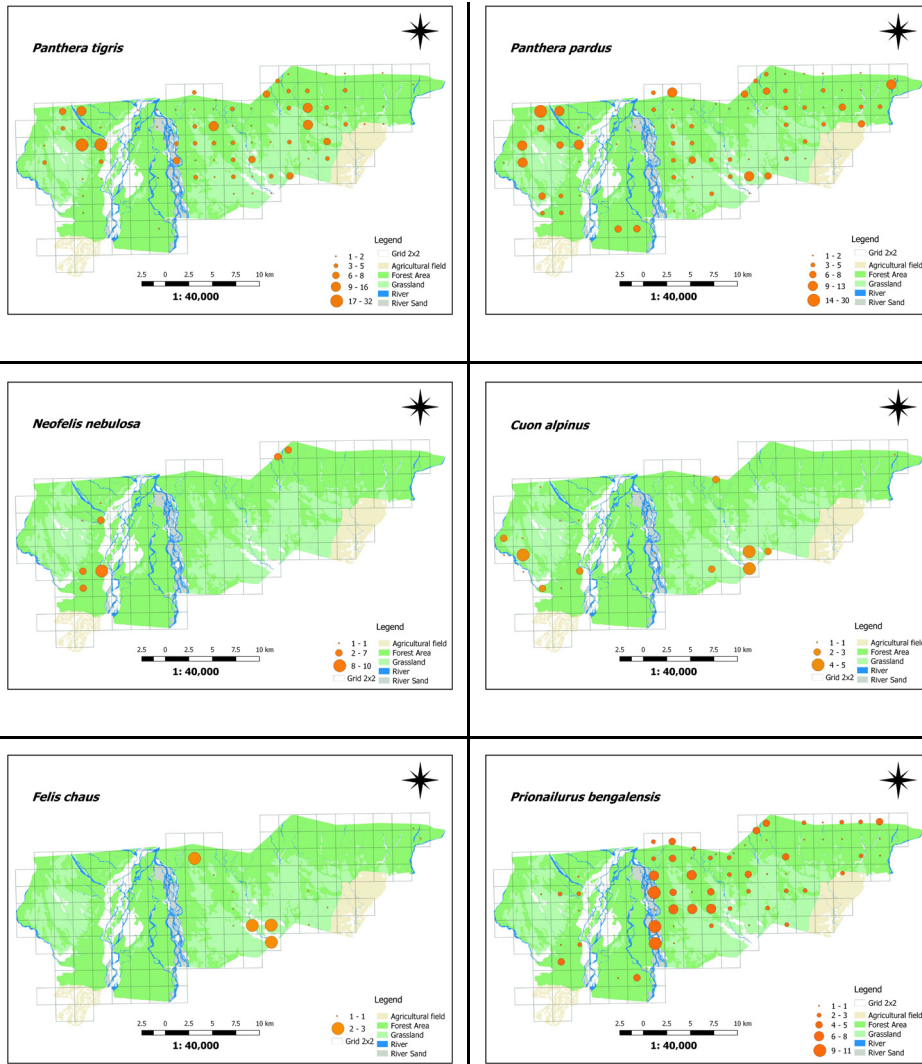 Panthera tigris
Legend
Grid 2x2
1 - 2
3 - 5
6 - 8
9 - 16
17 - 32
Agricultural field
Forest Area
Grassland
River
River Sand
2.5 0 2.5 5 7.5 10 km
1: 40,000
Panthera pardus
Legend
Grid 2x2
1 - 2
3 - 5
6 - 8
9 - 13
14 - 30
Agricultural field
Forest Area
Grassland
River
River Sand
2.5 0 2.5 5 7.5 10 km
1: 40,000
Neofelis nebulosa
Legend
1 - 1
2 - 7
8 - 10
Agricultural field
Forest Area
Grassland
River
Grid 2x2
River Sand
2.5 0 2.5 5 7.5 10 km
1: 40,000
Cuon alpinus
Legend
1 - 1
2 - 3
4 - 5
Agricultural field
Forest Area
Grassland
River
Grid 2x2
River Sand
2.5 0 2.5 5 7.5 10 km
1: 40,000
Felis chaus
Legend
1 - 1
2 - 3
Agricultural field
Forest Area
Grassland
River
Grid 2x2
River Sand
2.5 0 2.5 5 7.5 10 km
1: 40,000
Prionailurus bengalensis
Legend
Grid 2x2
1 - 1
2 - 3
4 - 5
6 - 8
9 - 11
Agricultural field
Forest Area
Grassland
River
River Sand
2.5 0 2.5 5 7.5 10 km
1: 40,000